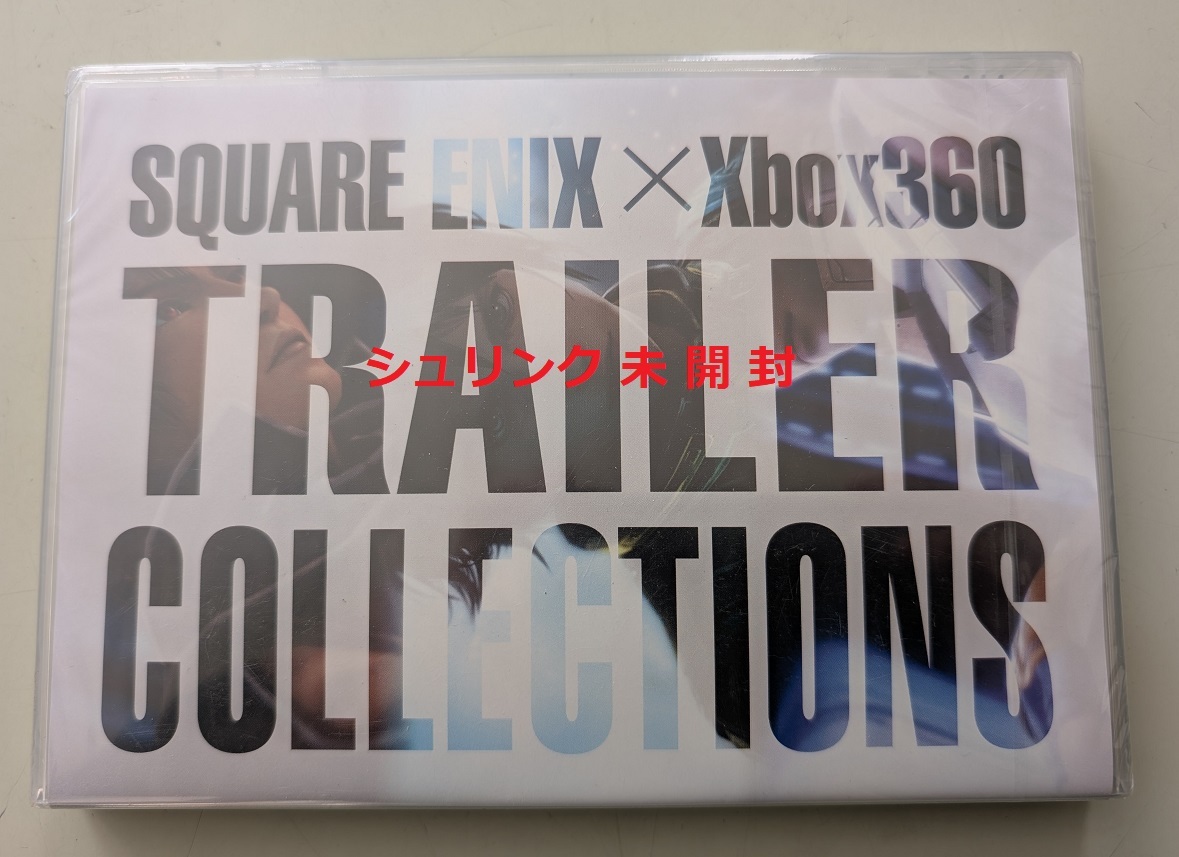 SQUARE ENIX × Xbox360
TRAILER
シュリンク未開封
COLLECTIONS